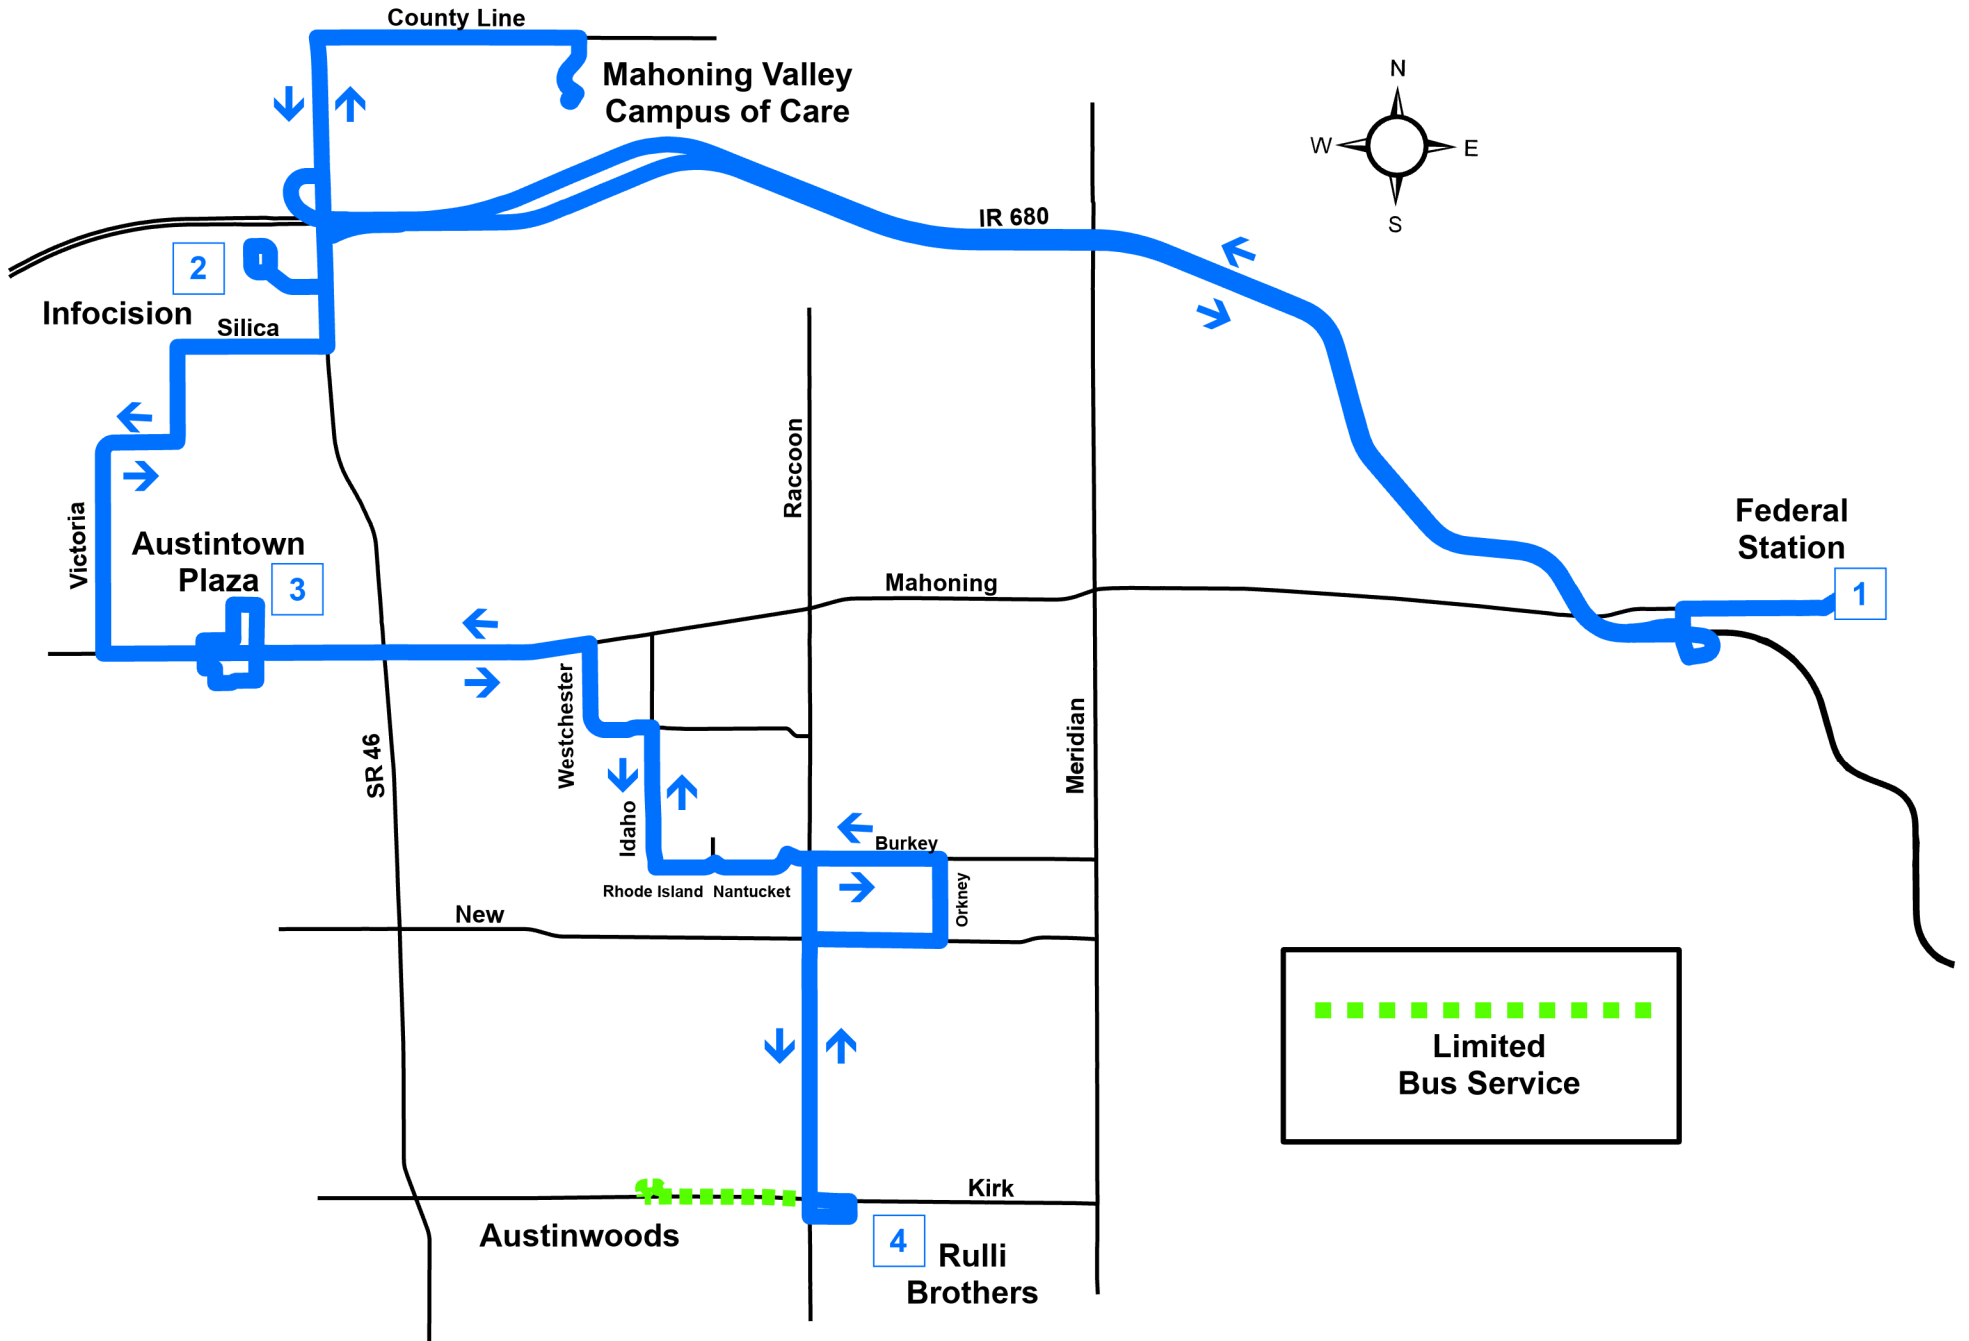 County Line
Mahoning Valley
Campus of Care
N
W
E
S
IR 680
2
Infocision
Silica
Raccoon
Victoria
Austintown
Plaza
3
Federal
Station
1
Mahoning
Westchester
SR 46
Meridian
Idaho
Burkey
Rhode Island
Nantucket
Orkney
New
Limited
Bus Service
Kirk
Austinwoods
4
Rulli
Brothers